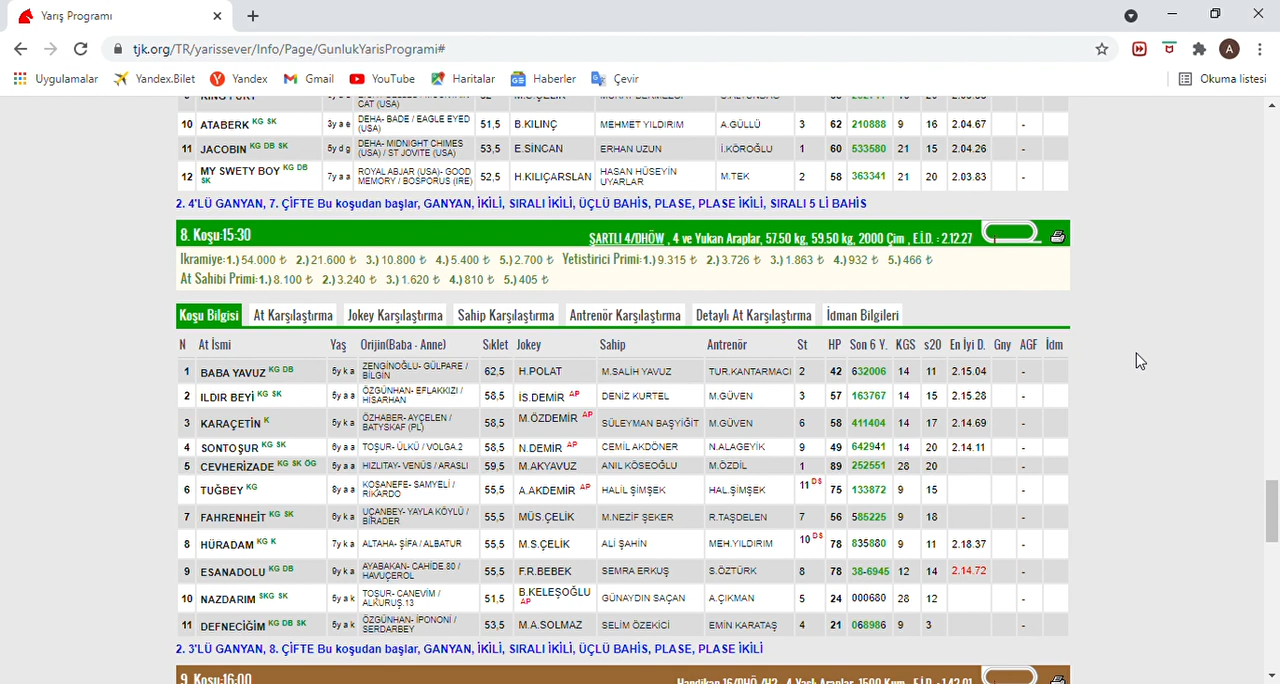 Yarış Programı
tjk.org/TR/yarissever/Info/Page/GunlukYarisProgrami#
A
Uygulamalar Yandex.Bilet Yandex Gmail YouTube Haritalar Haberler Çevir Okuma listesi
CAT (USA)
10 ATABERK KG SK 3y a e DEHA- BADE / EAGLE EYED (USA) 51,5 B.KILINÇ MEHMET YILDIRIM A.GÜLLÜ 3 62 210888 9 16 2.04.67 -
11 JACOBIN KG DB SK 5y d g DEHA- MIDNIGHT CHIMES (USA) / ST JOVITE (USA) 53,5 E.SİNCAN ERHAN UZUN İ.KÖROĞLU 1 60 533580 21 15 2.04.26 -
12 MY SWETY BOY KG DB SK 7y a a ROYAL ABJAR (USA)- GOOD MEMORY / BOSPORUS (IRE) 52,5 H.KILIÇARSLAN HASAN HÜSEYİN UYARLAR M.TEK 2 58 363341 21 20 2.03.83 -
2. 4'LÜ GANYAN, 7. ÇİFTE Bu koşudan başlar, GANYAN, İKİLİ, SIRALI İKİLİ, ÜÇLÜ BAHİS, PLASE, PLASE İKİLİ, SIRALI 5 Lİ BAHİS
8. Koşu:15:30 ŞARTLI 4/DHÖW , 4 ve Yukarı Araplar, 57.50 kg, 59.50 kg, 2000 Çim , E.İ.D. : 2.12.27
Ikramiye:1.) 54.000 ₺ 2.) 21.600 ₺ 3.) 10.800 ₺ 4.) 5.400 ₺ 5.) 2.700 ₺ Yetistirici Primi:1.) 9.315 ₺ 2.) 3.726 ₺ 3.) 1.863 ₺ 4.) 932 ₺ 5.) 466 ₺
At Sahibi Primi:1.) 8.100 ₺ 2.) 3.240 ₺ 3.) 1.620 ₺ 4.) 810 ₺ 5.) 405 ₺
Koşu Bilgisi At Karşılaştırma Jokey Karşılaştırma Sahip Karşılaştırma Antrenör Karşılaştırma Detaylı At Karşılaştırma İdman Bilgileri
N At İsmi Yaş Orijin(Baba - Anne) Sıklet Jokey Sahip Antrenör St HP Son 6 Y. KGS s20 En İyi D. Gny AGF İdm
1 BABA YAVUZ KG DB 5y k a ZENGİNOĞLU- GÜLPARE / BİLGİN 62,5 H.POLAT M.SALİH YAVUZ TUR.KANTARMACI 2 42 632006 14 11 2.15.04 -
2 ILDIR BEYİ KG SK 5y a a ÖZGÜNHAN- EFLAKKIZI / HİSARHAN 58,5 İS.DEMİR AP DENİZ KURTEL M.GÜVEN 3 57 163767 14 15 2.15.28 -
3 KARAÇETİN K 5y k a ÖZHABER- AYÇELEN / BATYSKAF (PL) 58,5 M.ÖZDEMİR AP SÜLEYMAN BAŞYİĞİT M.GÜVEN 6 58 411404 14 17 2.14.69 -
4 SONTOŞUR KG SK 6y a a TOŞUR- ÜLKÜ / VOLGA.2 58,5 N.DEMİR AP CEMİL AKDÖNER N.ALAGEYİK 9 49 642941 14 20 2.14.11 -
5 CEVHERİZADE KG SK ÖG 5y a a HIZLITAY- VENÜS / ARASLI 59,5 M.AKYAVUZ ANIL KÖSEOĞLU M.ÖZDİL 1 89 252551 28 20 -
6 TUĞBEY KG 8y a a KOŞANEFE- SAMYELİ / RİKARDO 55,5 A.AKDEMİR AP HALİL ŞİMŞEK HAL.ŞİMŞEK 11 DS 75 133872 9 15 -
7 FAHRENHEİT KG SK 6y k a UÇANBEY- YAYLA KÖYLÜ / BİRADER 55,5 MÜS.ÇELİK M.NEZİF ŞEKER R.TAŞDELEN 7 56 585225 9 18 -
8 HÜRADAM KG K 7y k a ALTAHA- ŞİFA / ALBATUR 55,5 M.S.ÇELİK ALİ ŞAHİN MEH.YILDIRIM 10 DS 78 835880 9 11 2.18.37 -
9 ESANADOLU KG DB 9y k a AYABAKAN- CAHİDE.80 / HAVUÇEROL 55,5 F.R.BEBEK SEMRA ERKUŞ S.ÖZTÜRK 8 78 38-6945 12 14 2.14.72 -
10 NAZDARIM SKG SK 5y a k TOŞUR- CANEVİM / ALKURUŞ.13 51,5 B.KELEŞOĞLU AP GÜNAYDIN SAÇAN A.ÇIKMAN 5 24 000680 28 12 -
11 DEFNECİĞİM KG DB SK 5y a k ÖZGÜNHAN- İPONONİ / SERDARBEY 53,5 M.A.SOLMAZ SELİM ÖZEKİCİ EMİN KARATAŞ 4 21 068986 9 3 -
2. 3'LÜ GANYAN, 8. ÇİFTE Bu koşudan başlar, GANYAN, İKİLİ, SIRALI İKİLİ, ÜÇLÜ BAHİS, PLASE, PLASE İKİLİ
9. Koşu:16:00 Handikap 16/DHÖ /H2 , 4 Yaşlı Araplar, 1500 Kum , E.İ.D. : 1.42.01